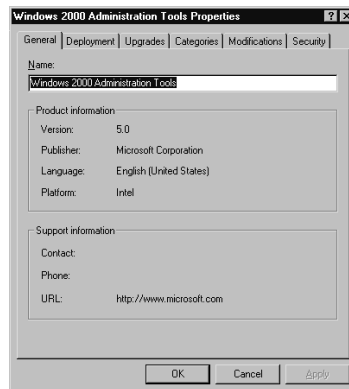 Windows 2000 Administration Tools Properties
General Deployment Upgrades Categories Modifications Security
Name:
Windows 2000 Administration Tools
Product information
Version: 5.0
Publisher: Microsoft Corporation
Language: English (United States)
Platform: Intel
Support information
Contact:
Phone:
URL: http://www.microsoft.com
OK Cancel Apply